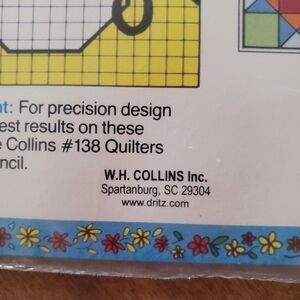 nt: For precision design
est results on these
e Collins #138 Quilters
ncil.
W.H. COLLINS Inc.
Spartanburg, SC 29304
www.dritz.com